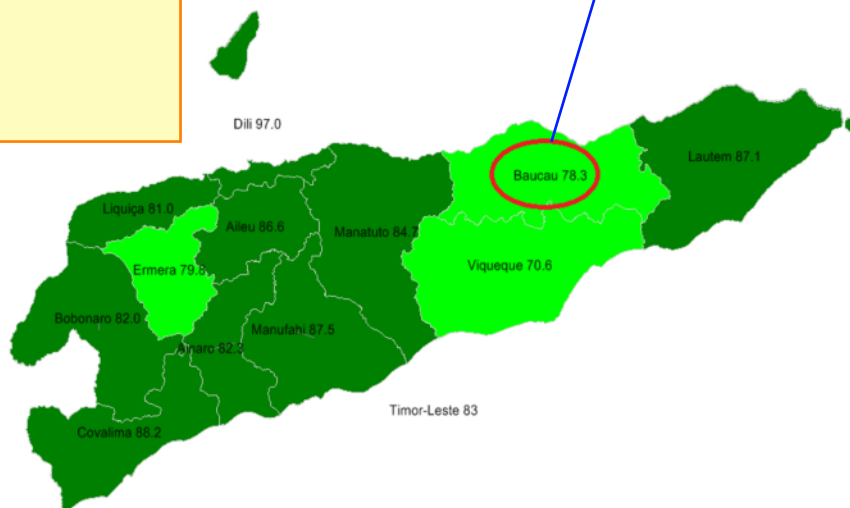 Dili 97.0
Lautem 87.1
Baucau 78.3
Liquiça 81.0
Aileu 86.6
Manatuto 84.7
Ermera 79.8
Viqueque 70.6
Bobonaro 82.0
Manufahi 87.5
Ainaro 82.3
Timor-Leste 83
Covalima 88.2